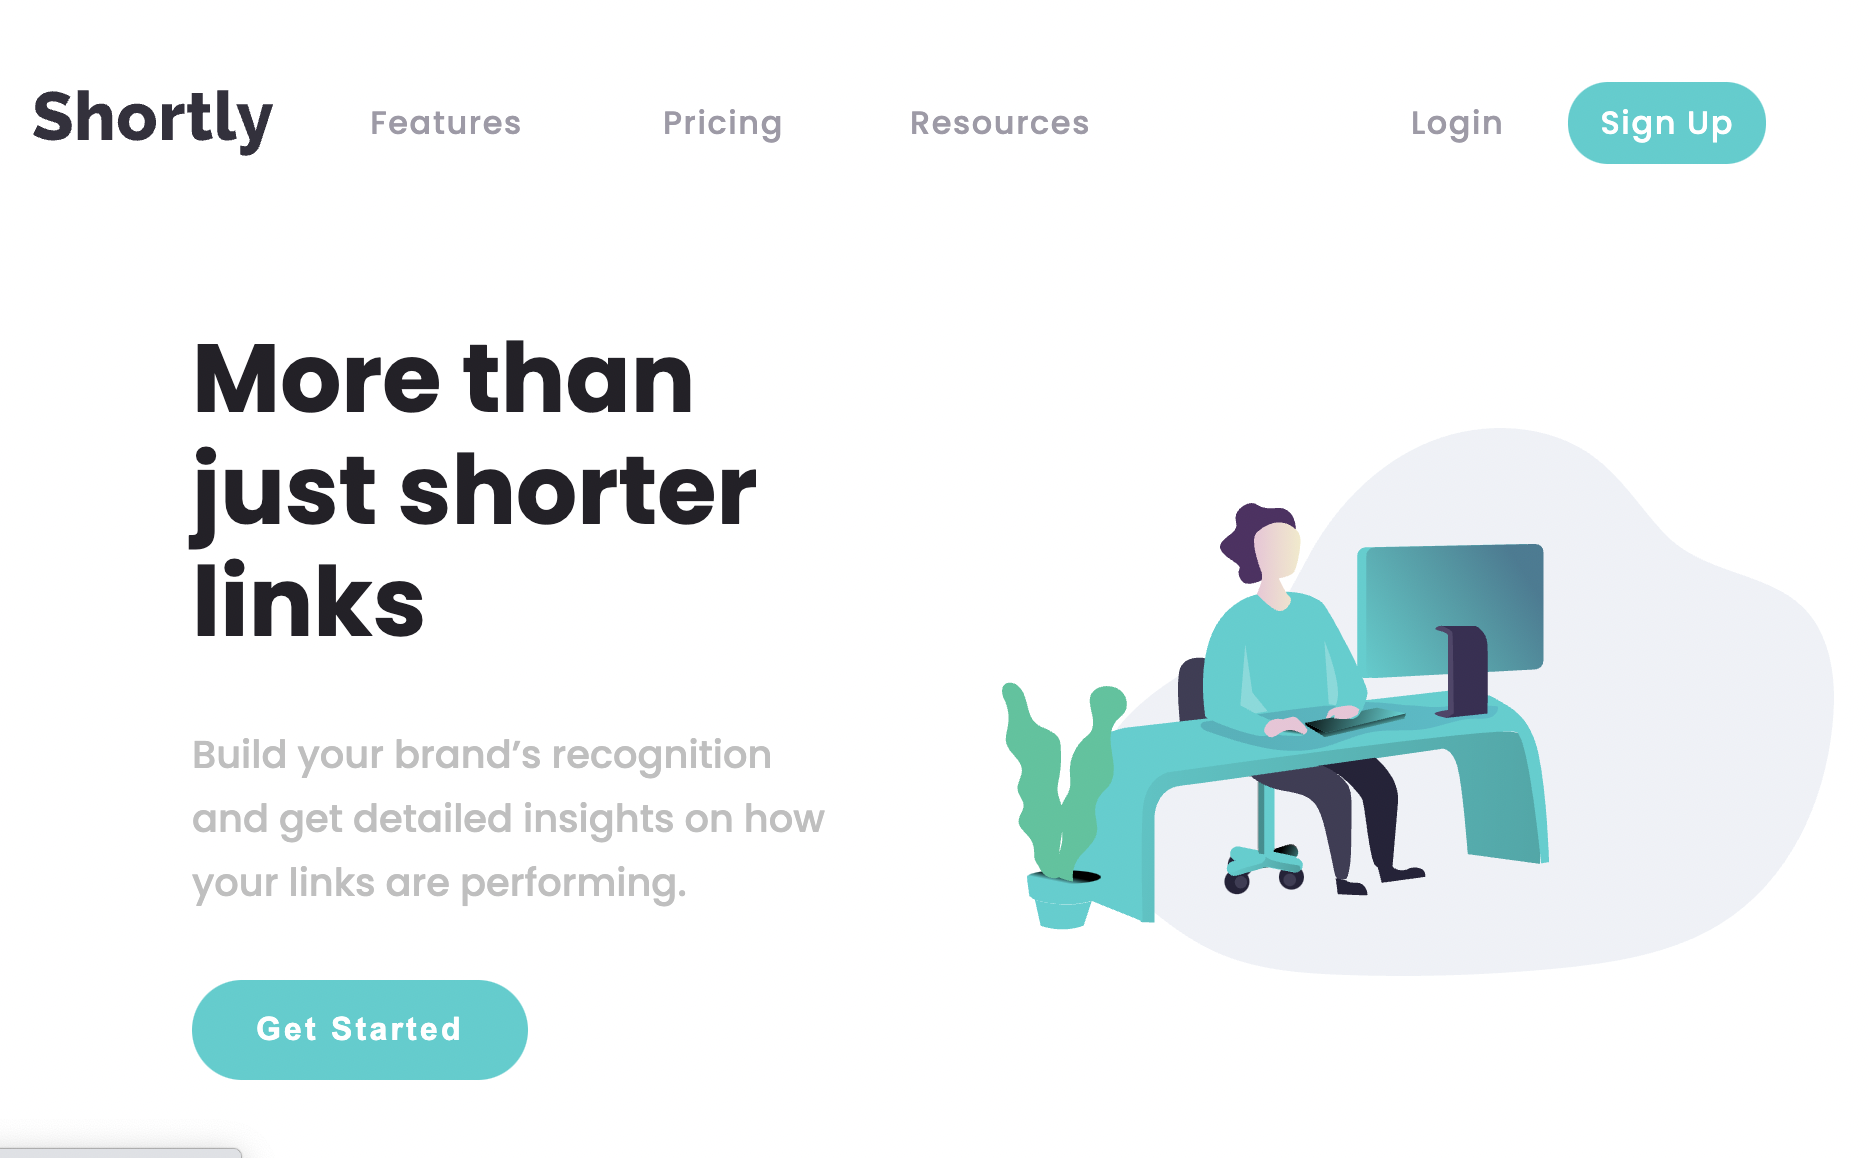 Shortly Features Pricing Resources Login Sign Up
More than
just shorter
links
Build your brand’s recognition
and get detailed insights on how
your links are performing.
Get Started